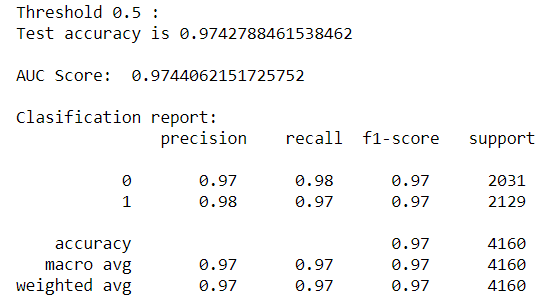 Threshold 0.5 :
Test accuracy is 0.9742788461538462
AUC Score:  0.9744062151725752
Clasification report:
precision recall f1-score support
0 0.97 0.98 0.97 2031
1 0.98 0.97 0.97 2129
accuracy 0.97 4160
macro avg 0.97 0.97 0.97 4160
weighted avg 0.97 0.97 0.97 4160